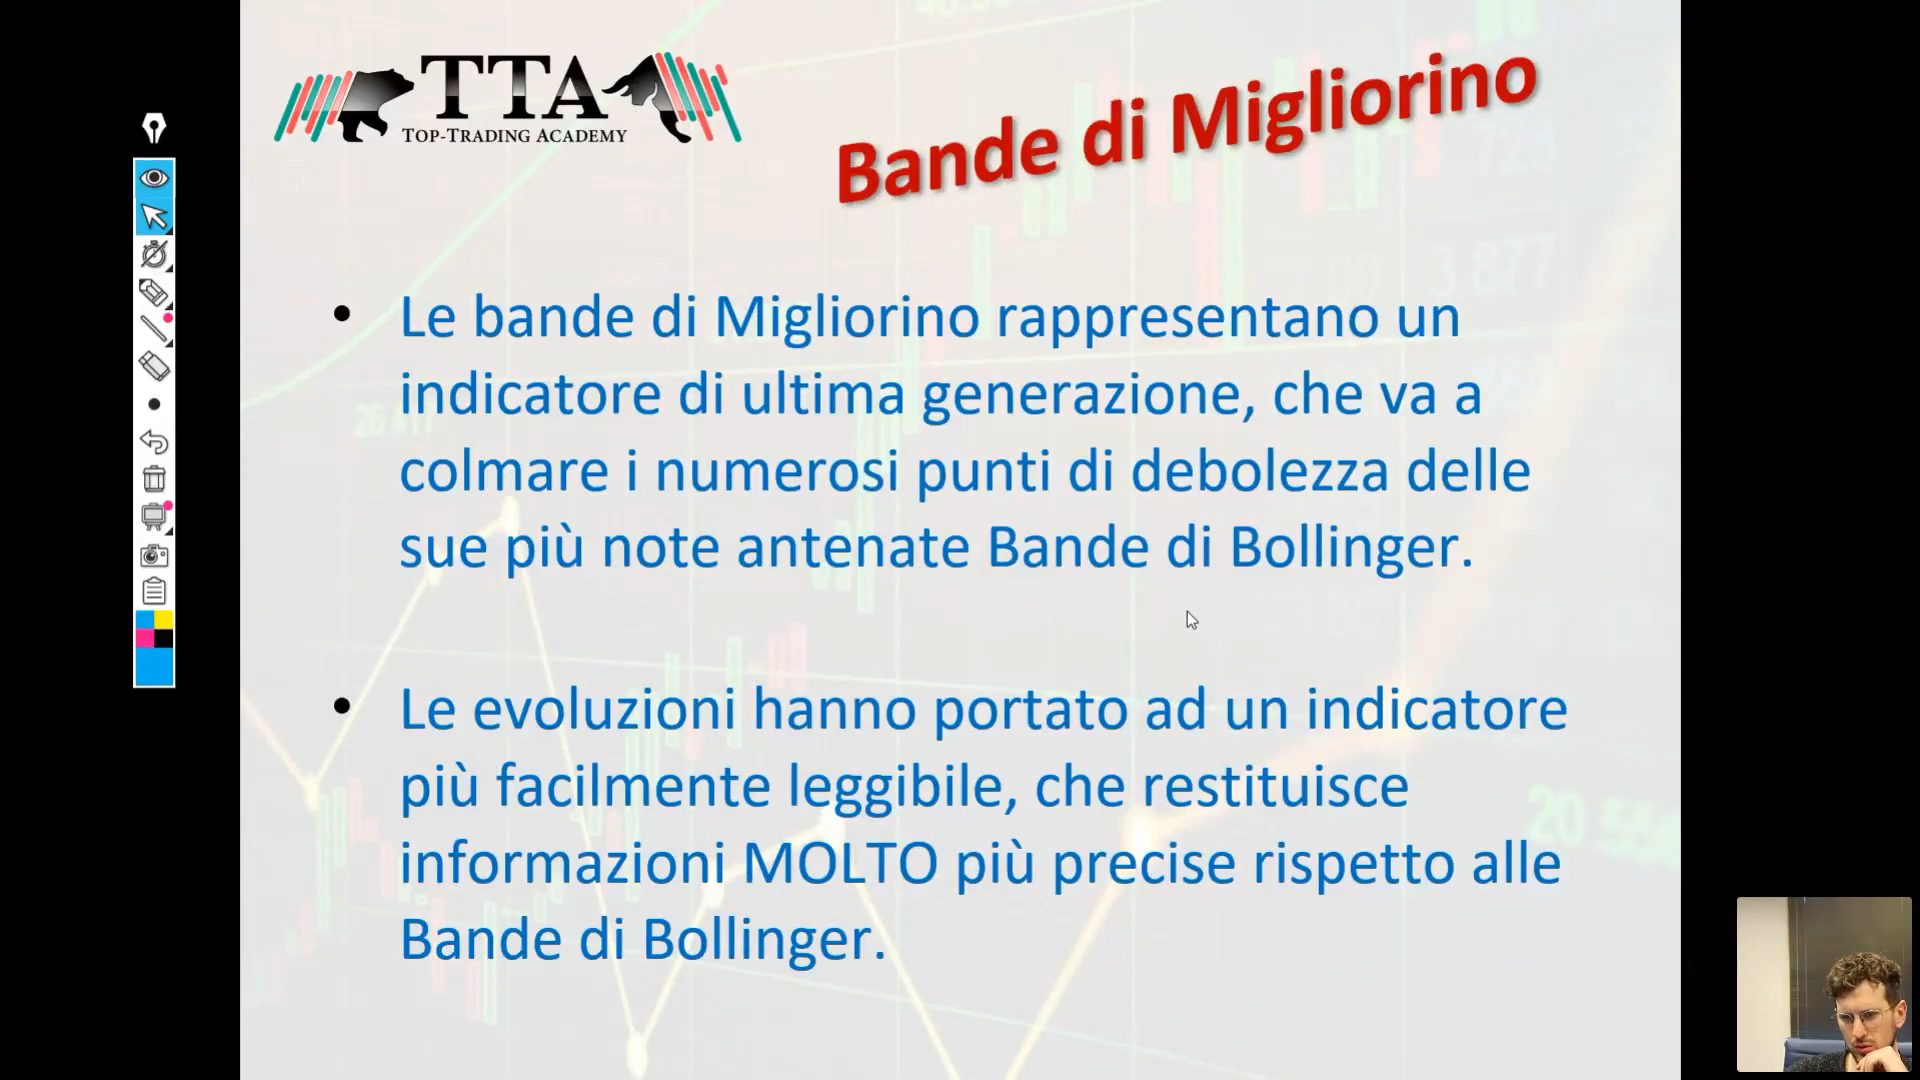 TTA
TOP-TRADING ACADEMY
Bande di Migliorino
3.877
• Le bande di Migliorino rappresentano un
indicatore di ultima generazione, che va a
colmare i numerosi punti di debolezza delle
sue più note antenate Bande di Bollinger.
• Le evoluzioni hanno portato ad un indicatore
più facilmente leggibile, che restituisce
informazioni MOLTO più precise rispetto alle
Bande di Bollinger.